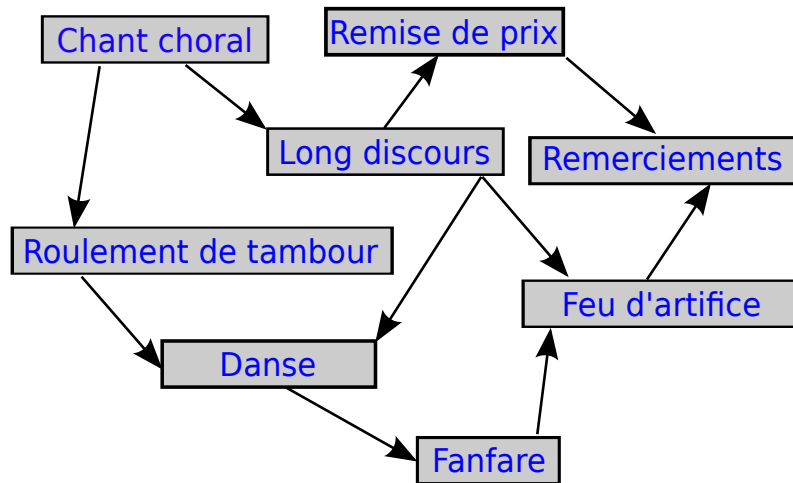 Remise de prix
Chant choral
Long discours
Remerciements
Roulement de tambour
Feu d'artifice
Danse
Fanfare